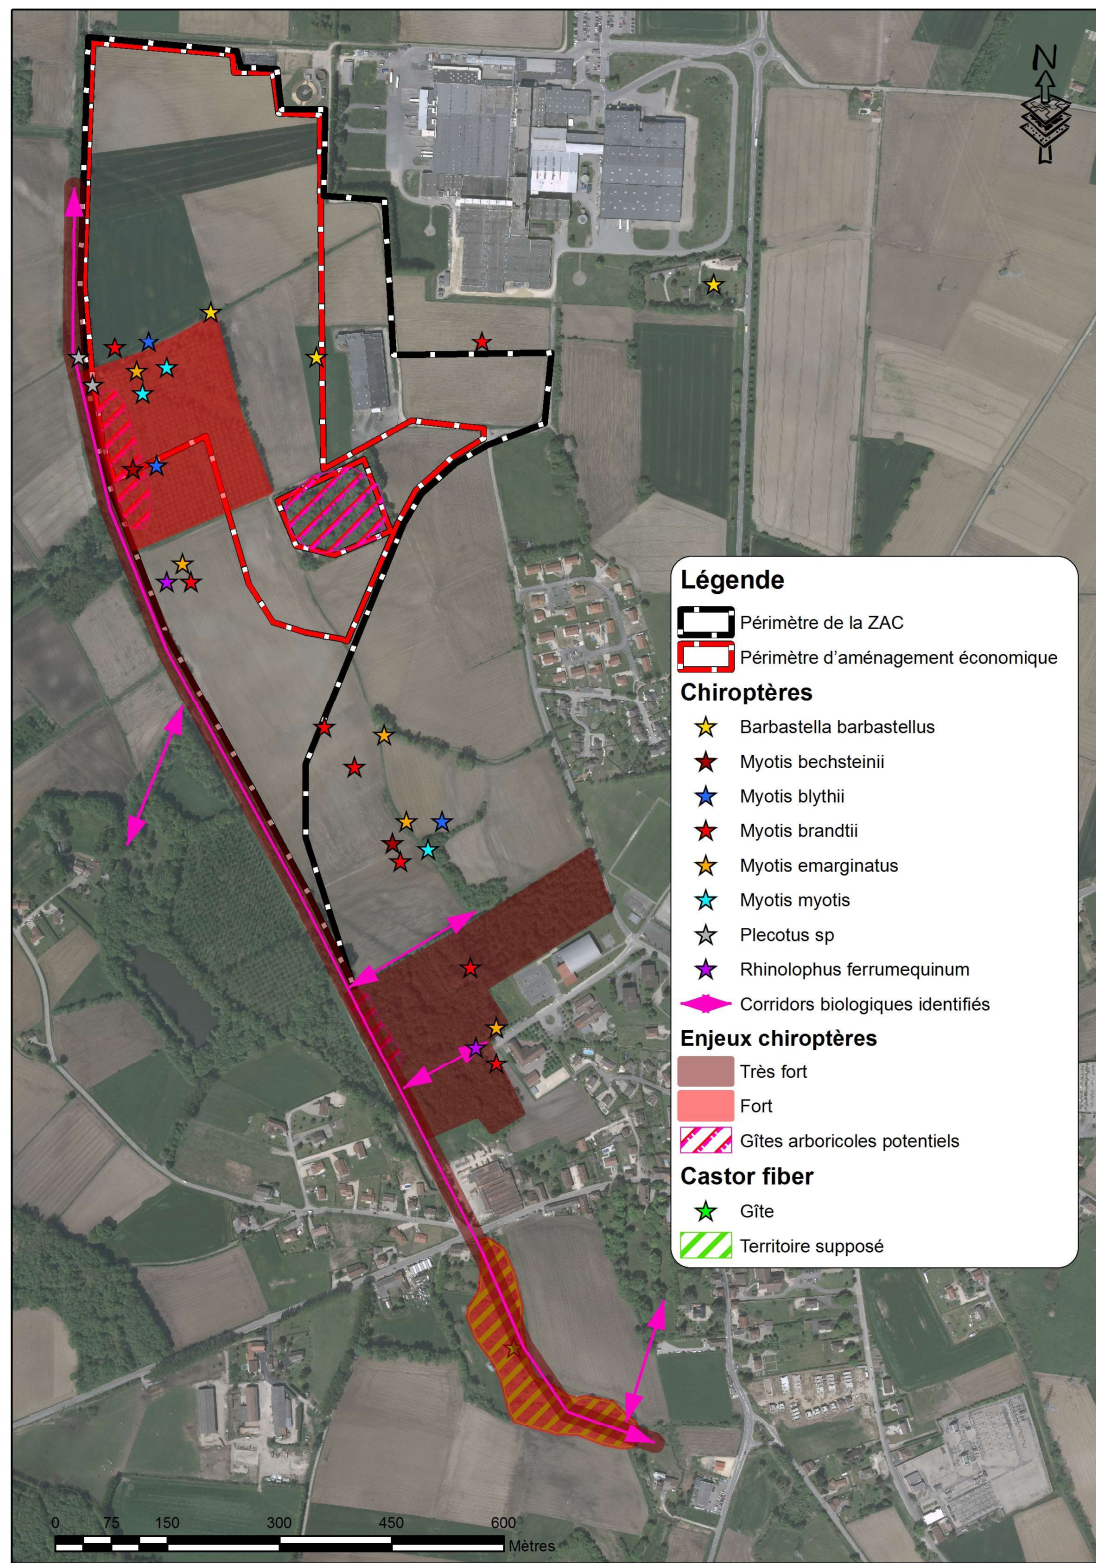 N
Légende
Périmètre de la ZAC
Périmètre d'aménagement économique
Chiroptères
Barbastella barbastellus
Myotis bechsteinii
Myotis blythii
Myotis brandtii
Myotis emarginatus
Myotis myotis
Plecotus sp
Rhinolophus ferrumequinum
Corridors biologiques identifiés
Enjeux chiroptères
Très fort
Fort
Gîtes arboricoles potentiels
Castor fiber
Gîte
Territoire supposé
0 75 150 300 450 600
Mètres